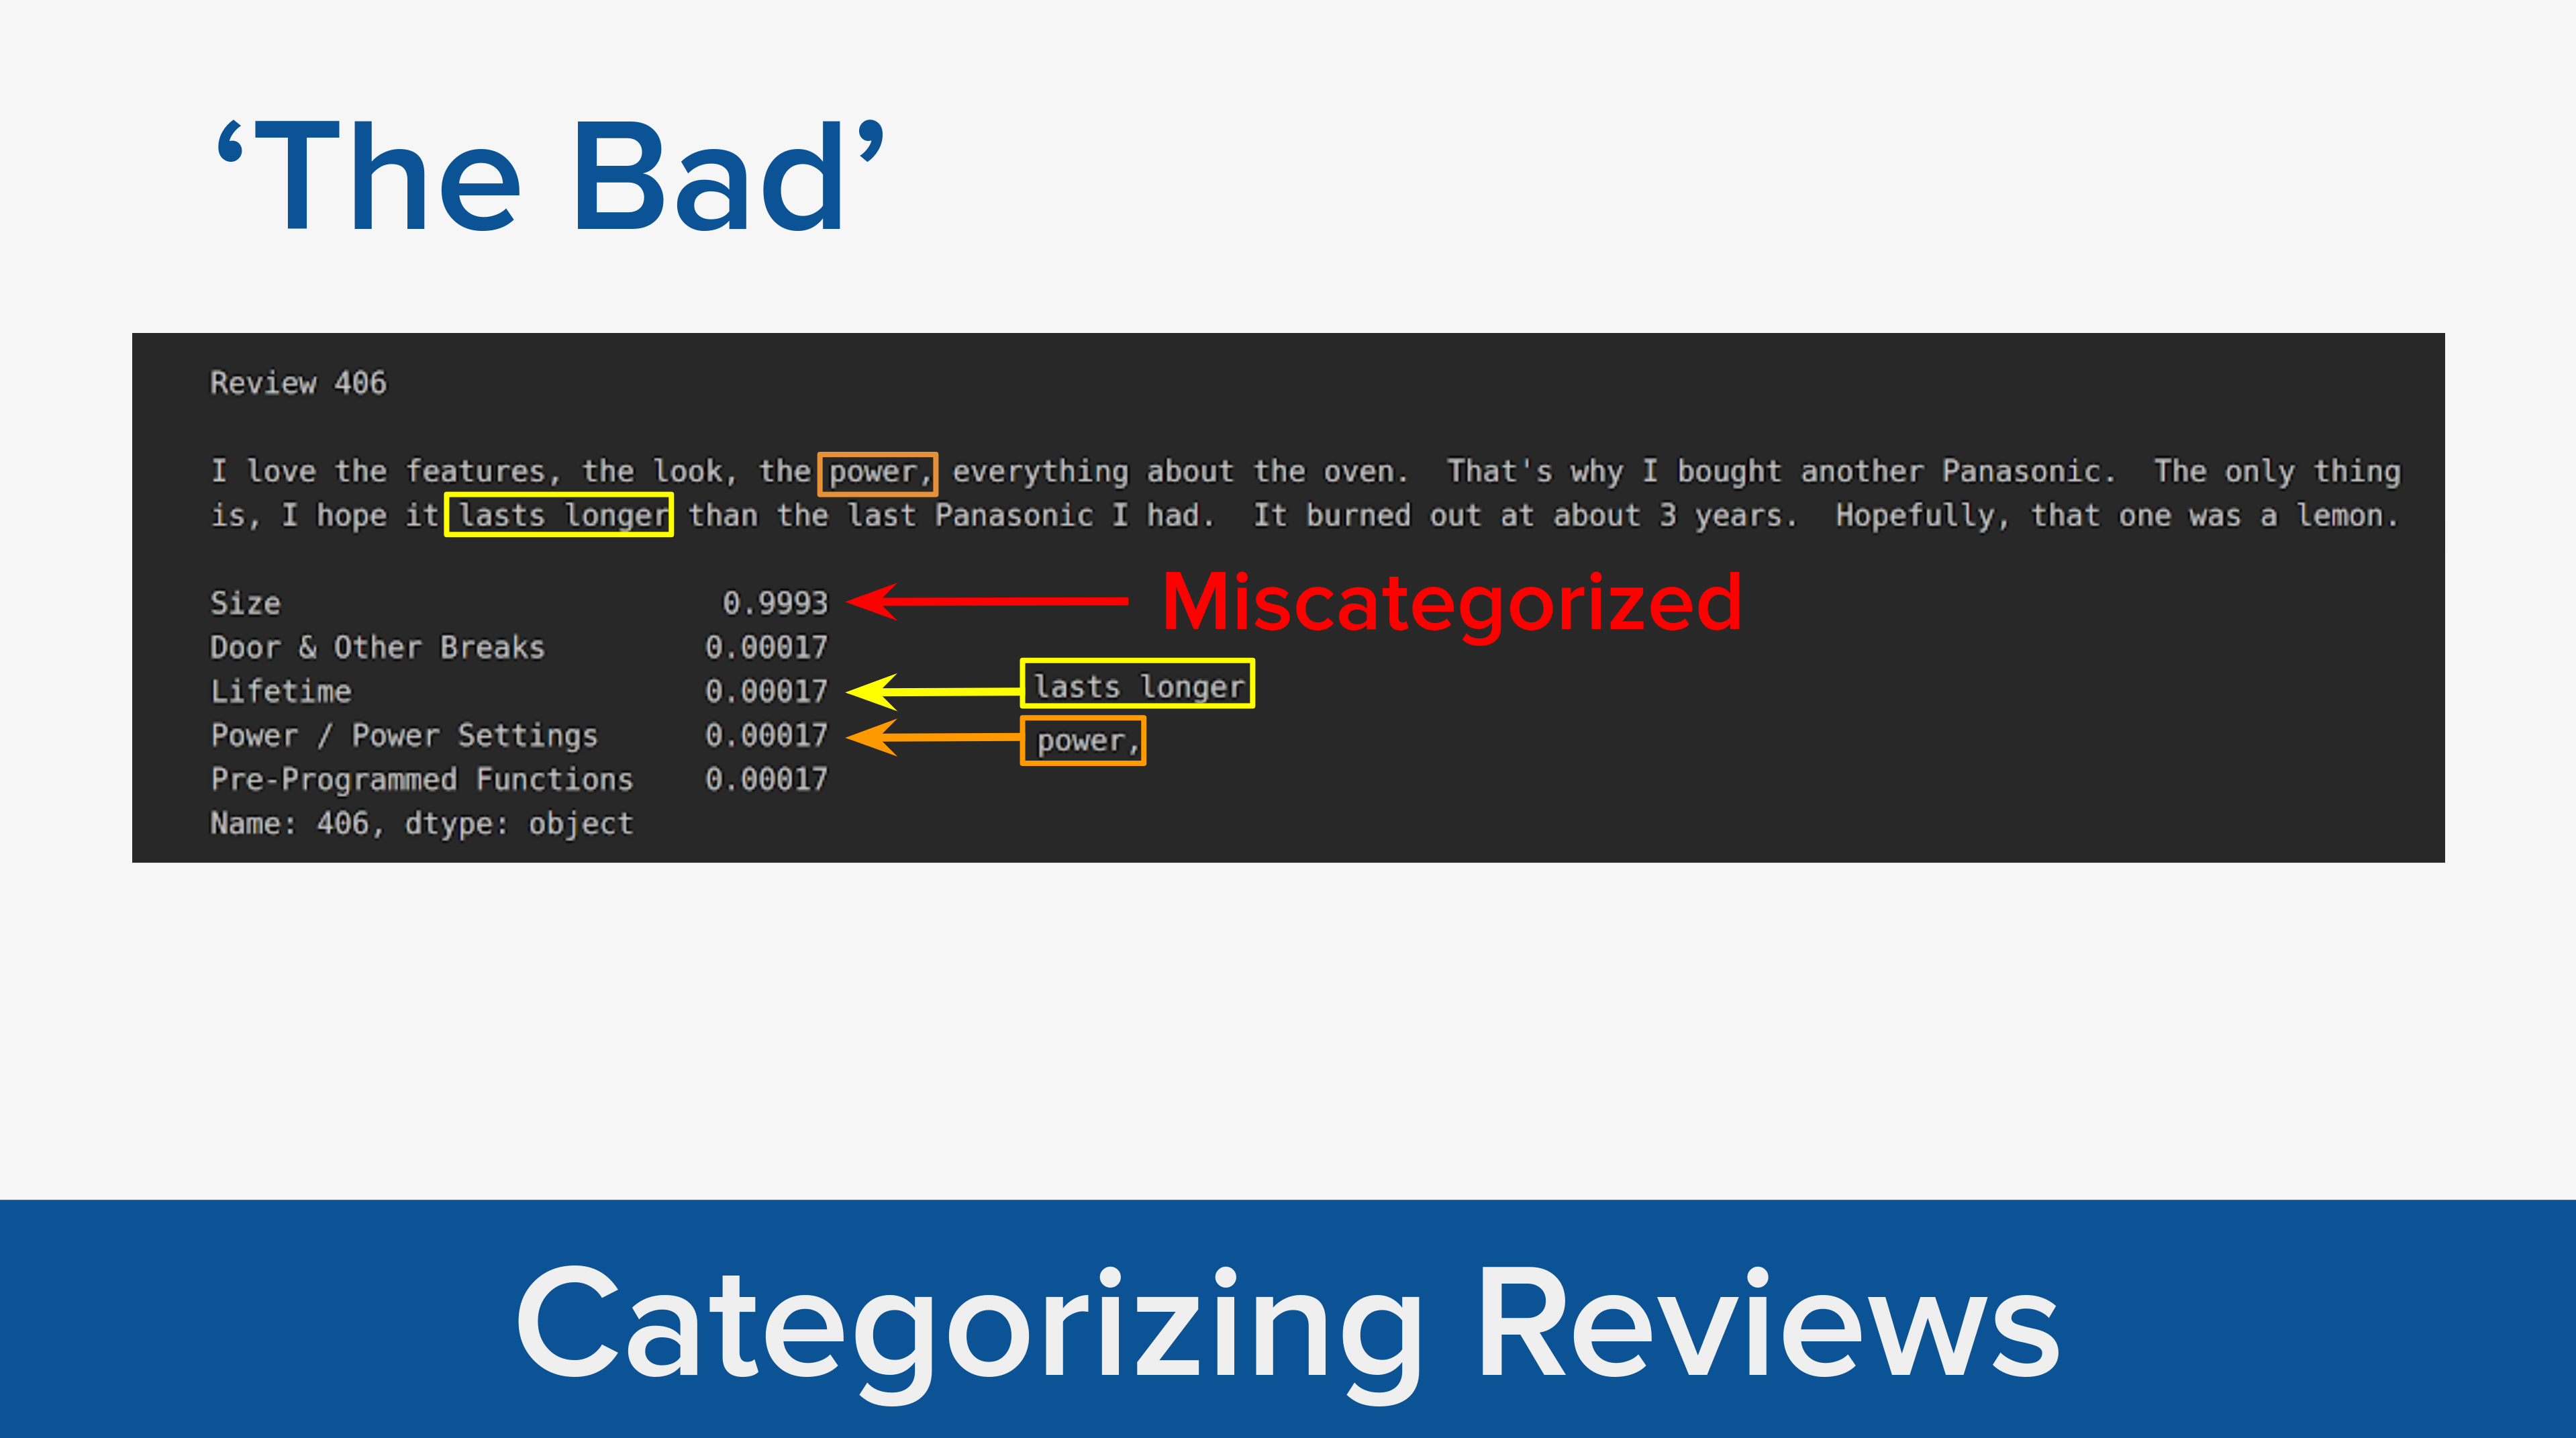 ‘The Bad’
Review 406
I love the features, the look, the power, everything about the oven.  That's why I bought another Panasonic.  The only thing
is, I hope it lasts longer than the last Panasonic I had.  It burned out at about 3 years.  Hopefully, that one was a lemon.
Size 0.9993 Miscategorized
Door & Other Breaks 0.00017
Lifetime 0.00017 lasts longer
Power / Power Settings 0.00017 power,
Pre-Programmed Functions 0.00017
Name: 406, dtype: object
Categorizing Reviews